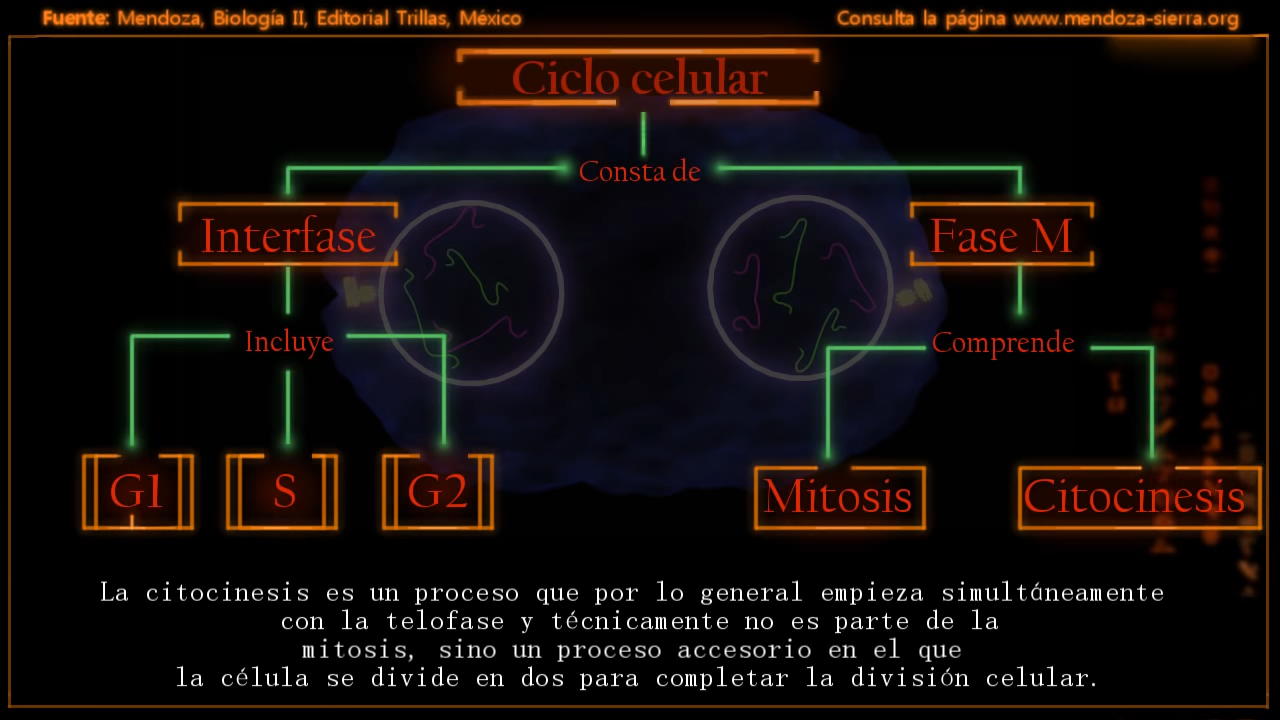 Fuente: Mendoza, Biología II, Editorial Trillas, México
Consulta la página www.mendoza-sierra.org
Ciclo celular
Consta de
Interfase
Fase M
Incluye
Comprende
G1
S
G2
Mitosis
Citocinesis
La citocinesis es un proceso que por lo general empieza simultáneamente
con la telofase y técnicamente no es parte de la
mitosis, sino un proceso accesorio en el que
la célula se divide en dos para completar la división celular.